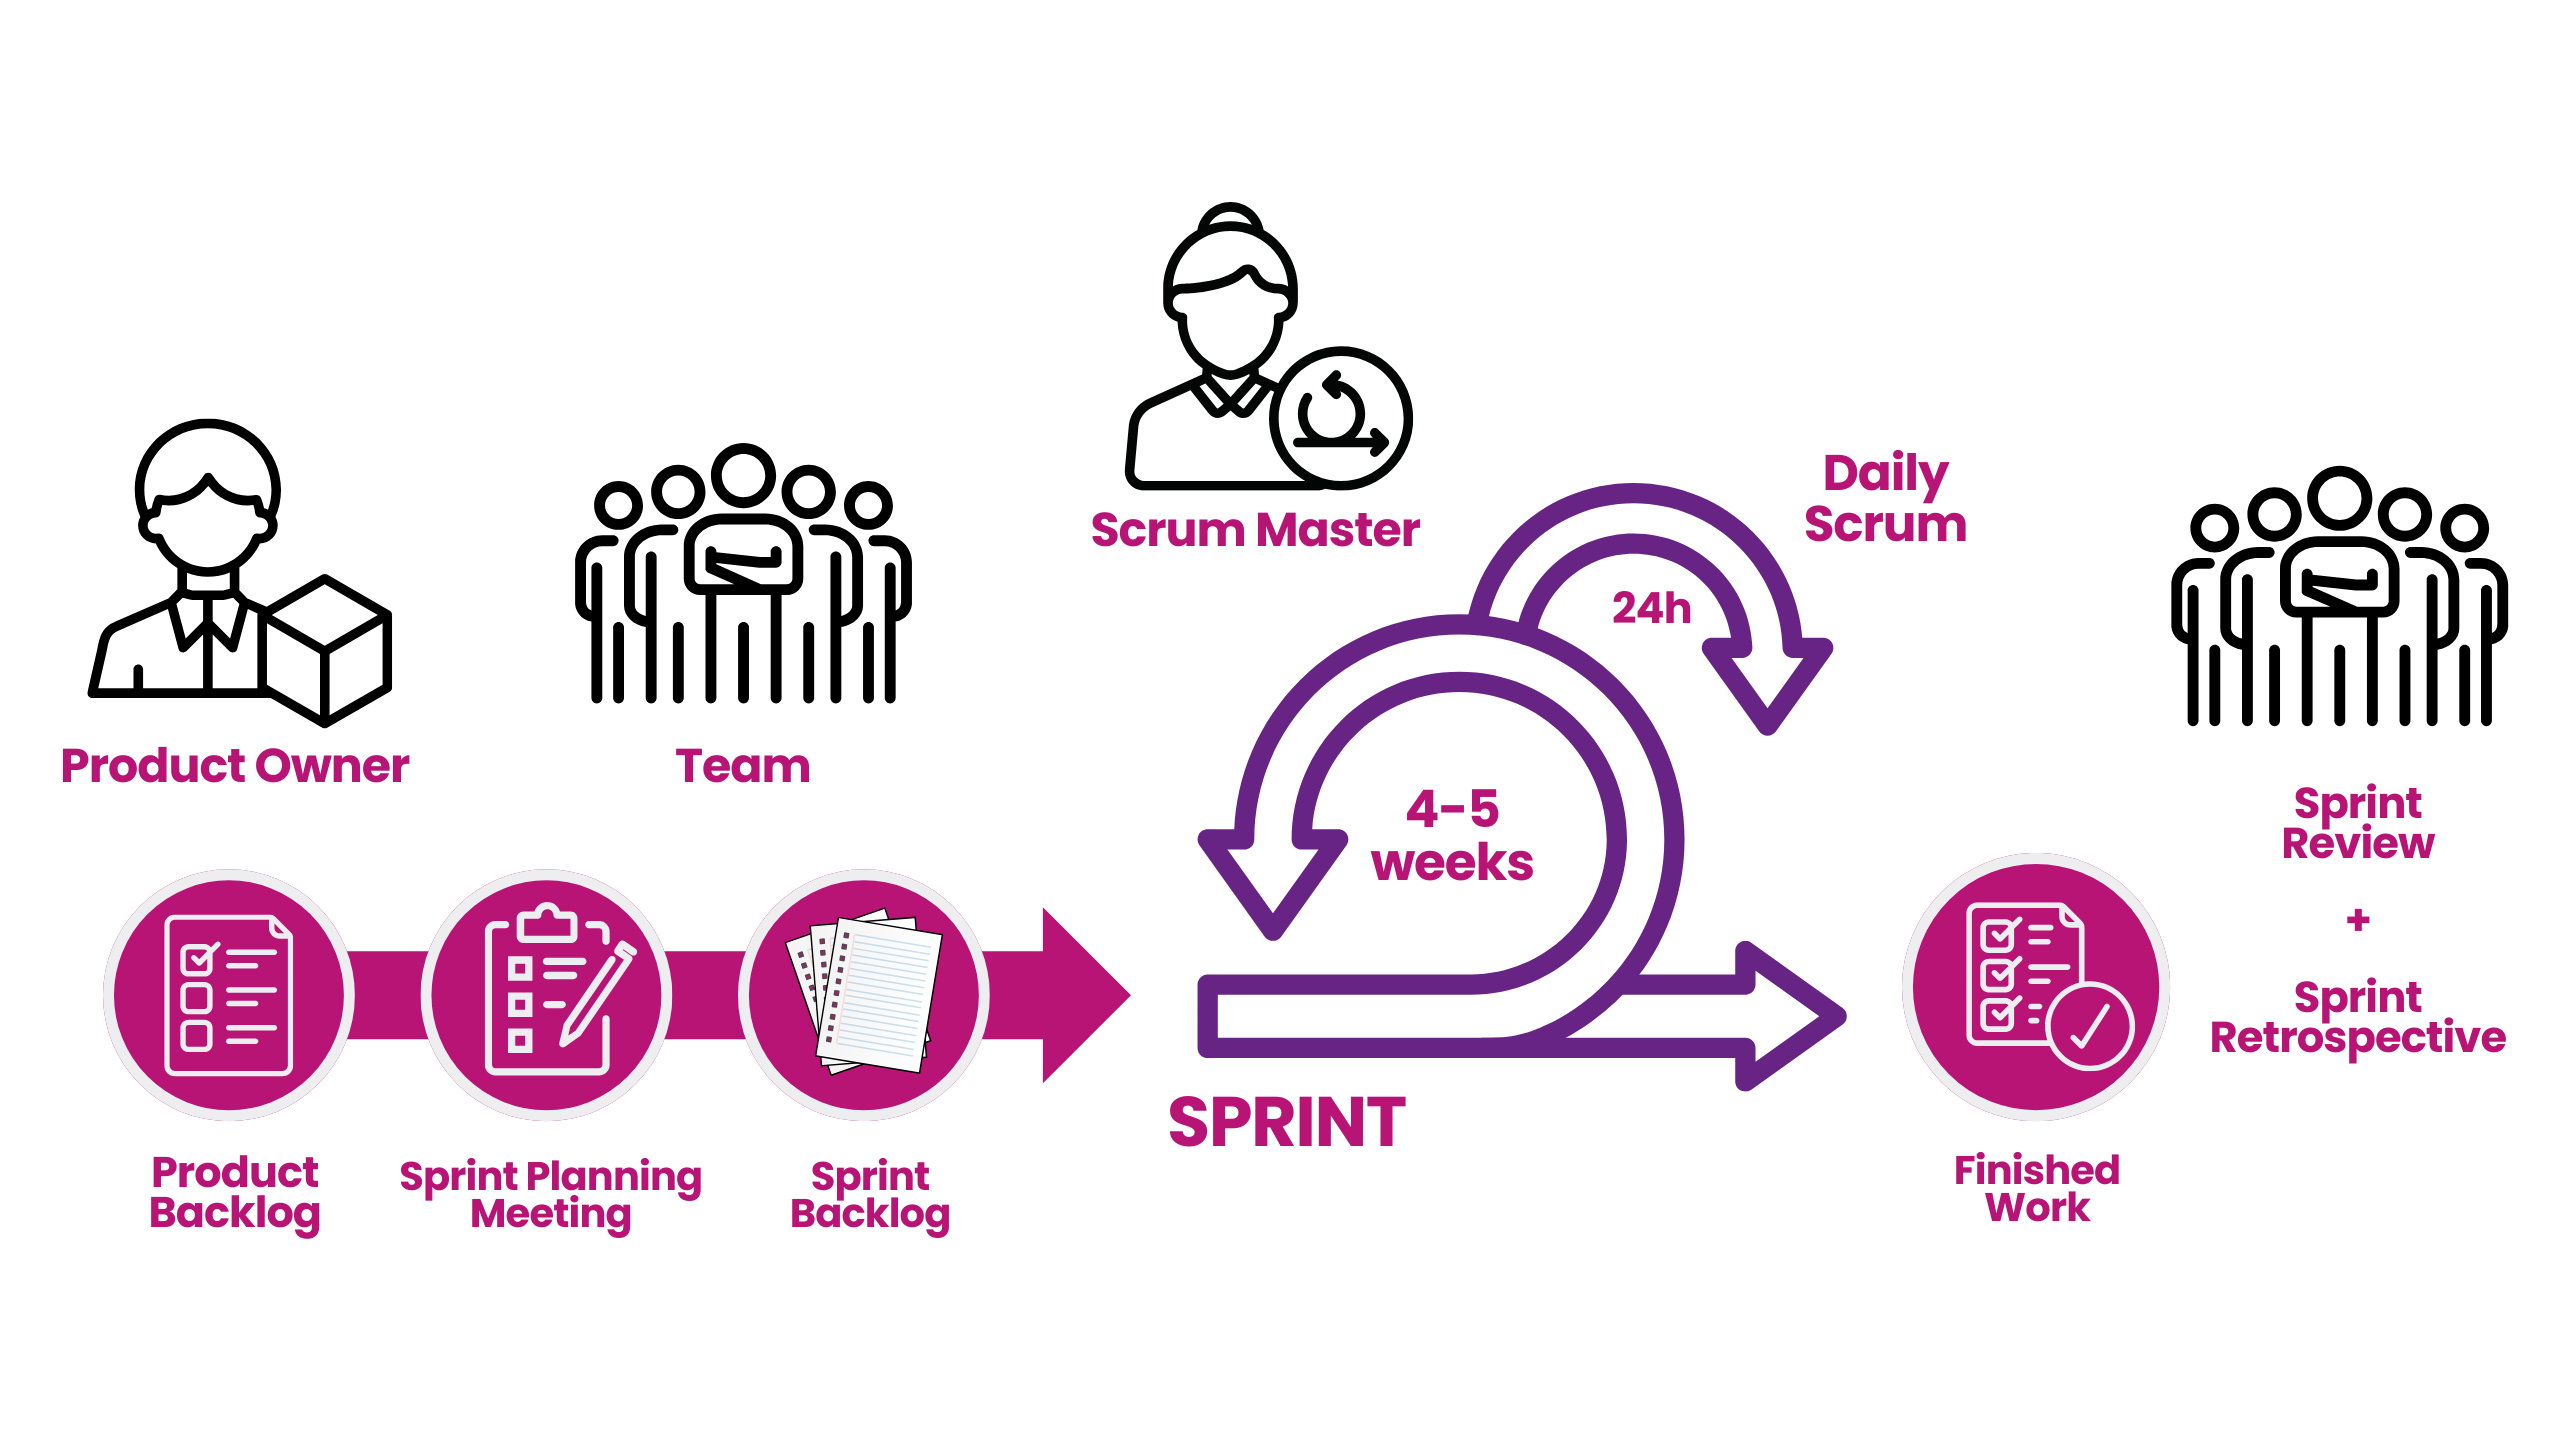 Product Owner
Team
Scrum Master
Daily
Scrum
24h
4-5
weeks
SPRINT
Product
Backlog
Sprint Planning
Meeting
Sprint
Backlog
Finished
Work
Sprint
Review
+
Sprint
Retrospective